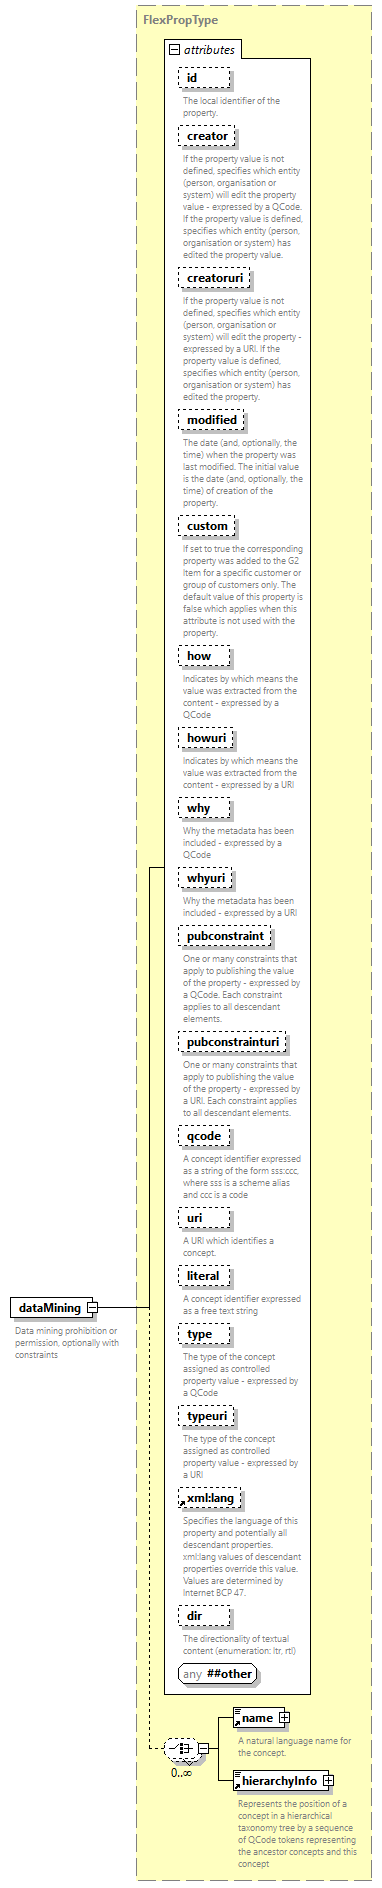 FlexPropType
attributes
id
The local identifier of the
property.
creator
If the property value is not
defined, specifies which entity
(person, organisation or
system) will edit the property
value - expressed by a QCode.
If the property value is defined,
specifies which entity (person,
organisation or system) has
edited the property value.
creatoruri
If the property value is not
defined, specifies which entity
(person, organisation or
system) will edit the property -
expressed by a URI. If the
property value is defined,
specifies which entity (person,
organisation or system) has
edited the property.
modified
The date (and, optionally, the
time) when the property was
last modified. The initial value
is the date (and, optionally, the
time) of creation of the
property.
custom
If set to true the corresponding
property was added to the G2
Item for a specific customer or
group of customers only. The
default value of this property is
false which applies when this
attribute is not used with the
property.
how
Indicates by which means the
value was extracted from the
content - expressed by a
QCode
howuri
Indicates by which means the
value was extracted from the
content - expressed by a URI
why
Why the metadata has been
included - expressed by a
QCode
whyuri
Why the metadata has been
included - expressed by a URI
pubconstraint
One or many constraints that
apply to publishing the value
of the property - expressed by
a QCode. Each constraint
applies to all descendant
elements.
pubconstrainturi
One or many constraints that
apply to publishing the value
of the property - expressed by
a URI. Each constraint applies
to all descendant elements.
qcode
A concept identifier expressed
as a string of the form sss:ccc,
where sss is a scheme alias
and ccc is a code
uri
A URI which identifies a
concept.
literal
A concept identifier expressed
as a free text string
type
The type of the concept
assigned as controlled
property value - expressed by
a QCode
typeuri
The type of the concept
assigned as controlled
property value - expressed by
a URI
xml:lang
Specifies the language of this
property and potentially all
descendant properties.
xml:lang values of descendant
properties override this value.
Values are determined by
Internet BCP 47.
dir
The directionality of textual
content (enumeration: ltr, rtl)
any ##other
dataMining
Data mining prohibition or
permission, optionally with
constraints
0..∞
name
A natural language name for
the concept.
hierarchyInfo
Represents the position of a
concept in a hierarchical
taxonomy tree by a sequence
of QCode tokens representing
the ancestor concepts and this
concept